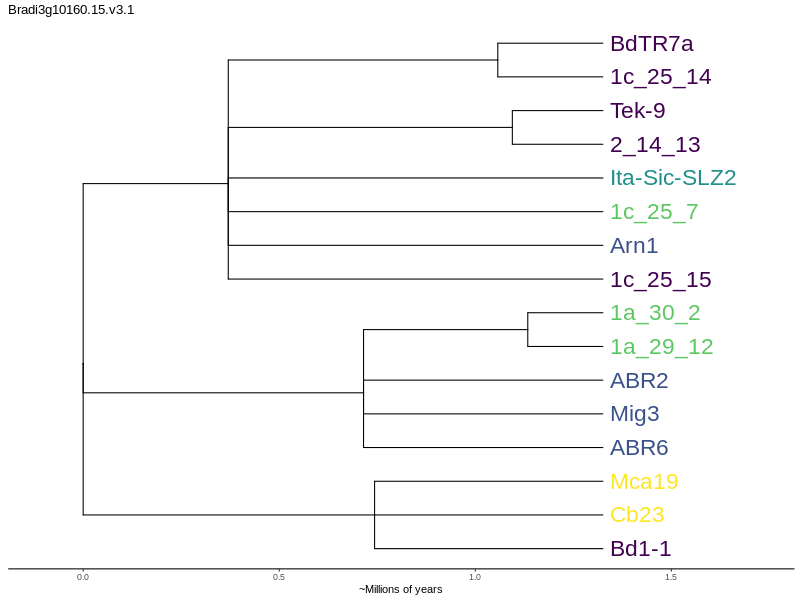 Bradi3g10160.15.v3.1
BdTR7a
1c_25_14
Tek-9
2_14_13
Ita-Sic-SLZ2
1c_25_7
Arn1
1c_25_15
1a_30_2
1a_29_12
ABR2
Mig3
ABR6
Mca19
Cb23
Bd1-1
0.0 0.5 1.0 1.5
~Millions of years